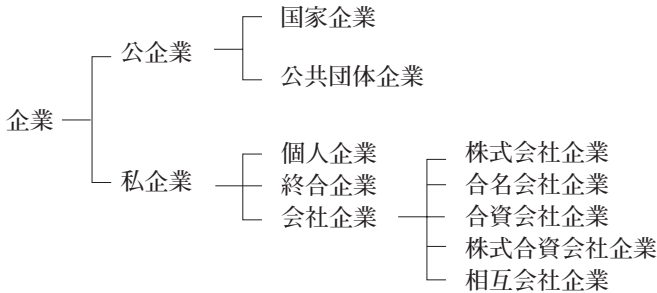 企業
公企業
国家企業
公共団体企業
私企業
個人企業
終合企業
会社企業
株式会社企業
合名会社企業
合資会社企業
株式合資会社企業
相互会社企業